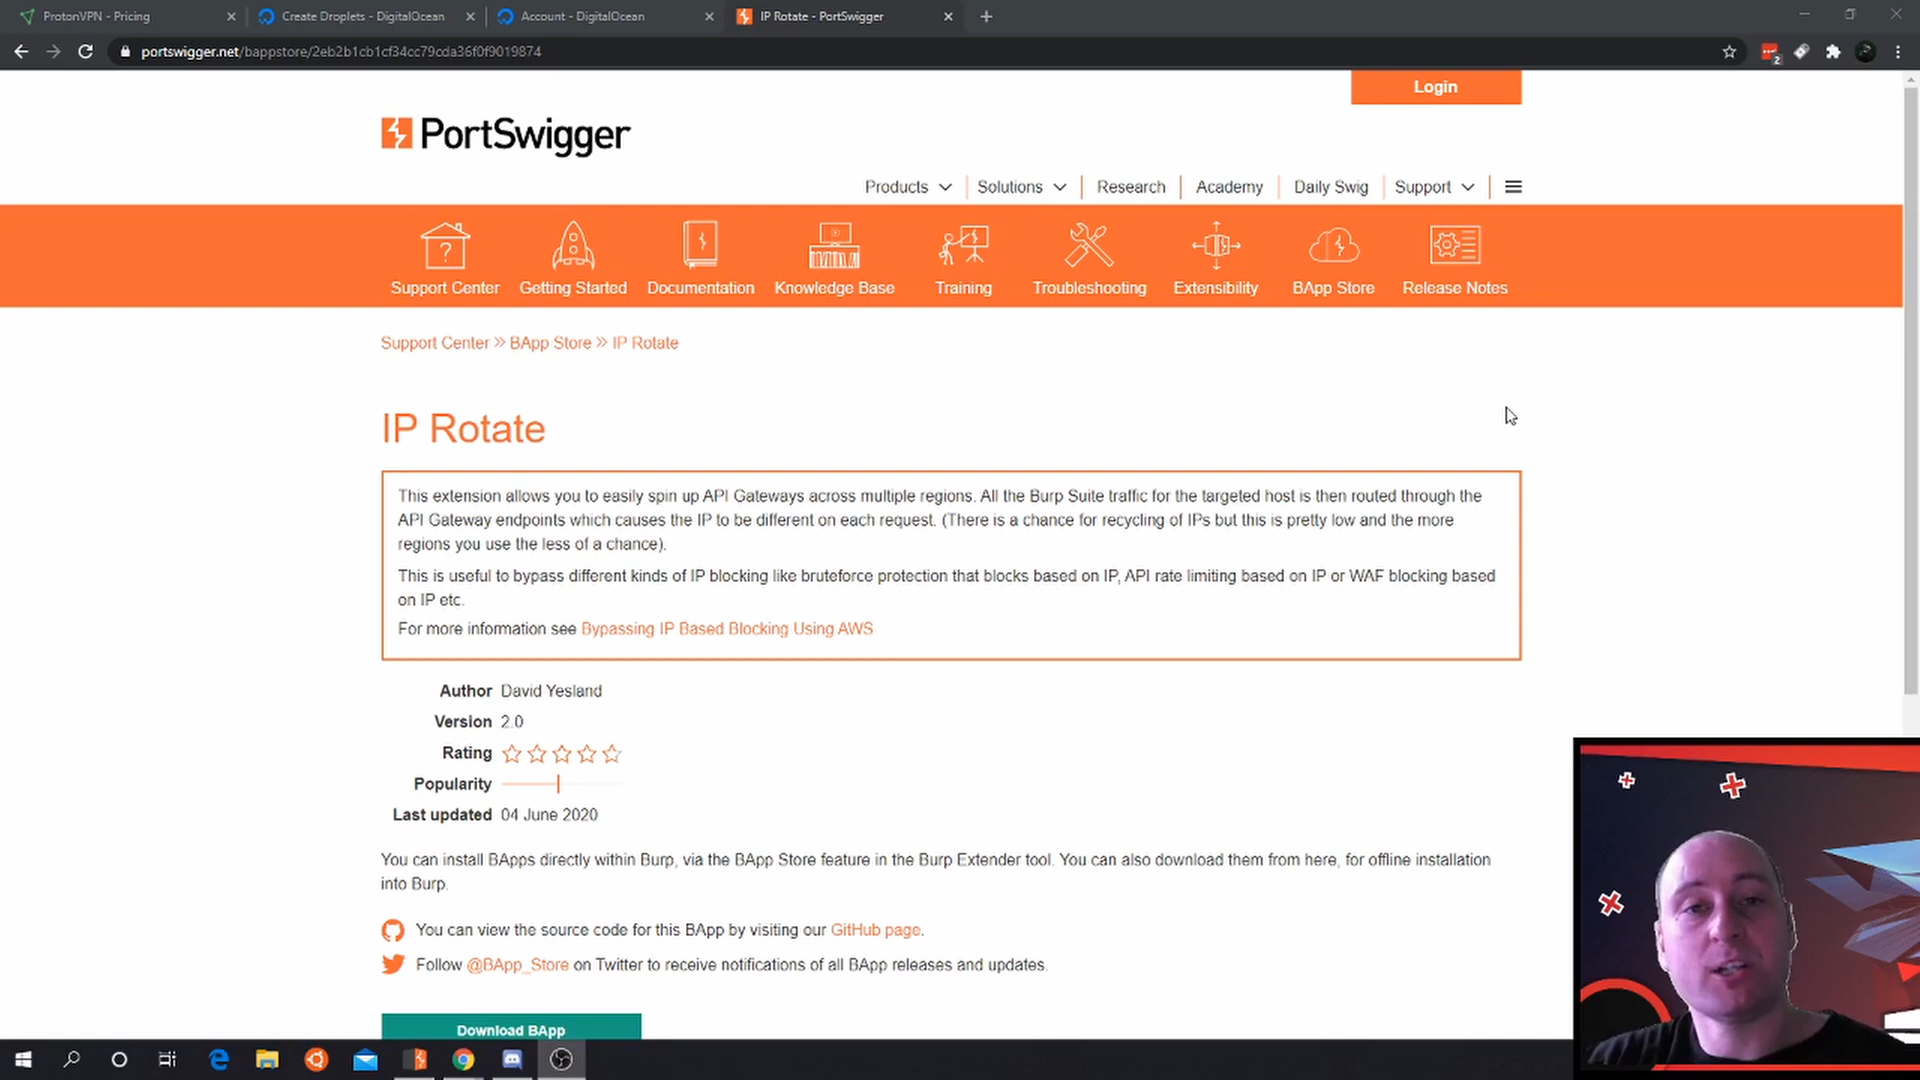 ProtonVPN - Pricing
Create Droplets - DigitalOcean
Account - DigitalOcean
IP Rotate - PortSwigger
portswigger.net/bappstore/2eb2b1cb1cf34cc79cda36f0f9019874
2
Login
PortSwigger
Products
Solutions
Research
Academy
Daily Swig
Support
Support Center
Getting Started
Documentation
Knowledge Base
Training
Troubleshooting
Extensibility
BApp Store
Release Notes
Support Center » BApp Store » IP Rotate
IP Rotate
This extension allows you to easily spin up API Gateways across multiple regions. All the Burp Suite traffic for the targeted host is then routed through the
API Gateway endpoints which causes the IP to be different on each request. (There is a chance for recycling of IPs but this is pretty low and the more
regions you use the less of a chance).
This is useful to bypass different kinds of IP blocking like bruteforce protection that blocks based on IP, API rate limiting based on IP or WAF blocking based
on IP etc.
For more information see Bypassing IP Based Blocking Using AWS
Author David Yesland
Version 2.0
Rating
Popularity
Last updated 04 June 2020
You can install BApps directly within Burp, via the BApp Store feature in the Burp Extender tool. You can also download them from here, for offline installation
into Burp.
You can view the source code for this BApp by visiting our GitHub page.
Follow @BApp_Store on Twitter to receive notifications of all BApp releases and updates.
Download BApp